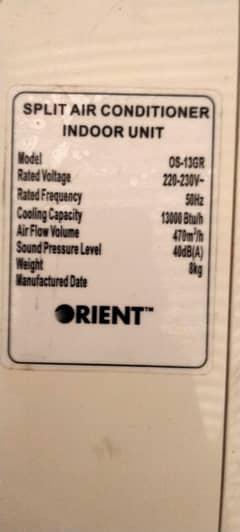 SPLIT AIR CONDITIONER
INDOOR UNIT
Model OS-13GR
Rated Voltage 220-230V~
Rated Frequency 50Hz
Cooling Capacity 13000 Btu/h
Air Flow Volume 470m³/h
Sound Pressure Level 40dB(A)
Weight 8kg
Manufactured Date
ORIENT™